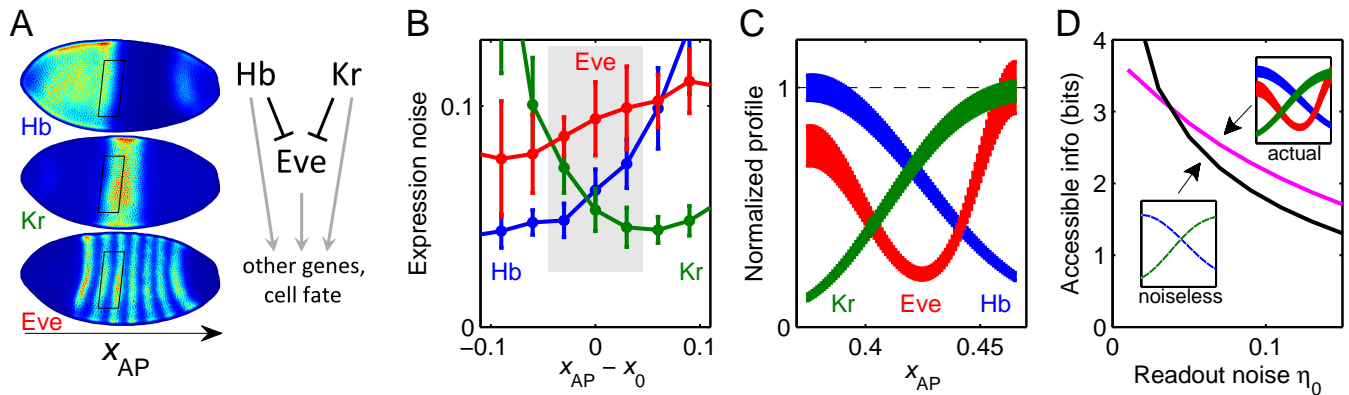 A
Hb
Kr
Eve
x_AP
Hb Kr
Eve
other genes,
cell fate
B
Expression noise
0.1
0
Eve
Hb
Kr
−0.1 0 0.1
x_AP − x_0
C
Normalized profile
1
0
Kr Eve Hb
0.4 0.45
x_AP
D
Accessible info (bits)
4
3
2
1
0
actual
noiseless
0 0.05 0.1
Readout noise η_0